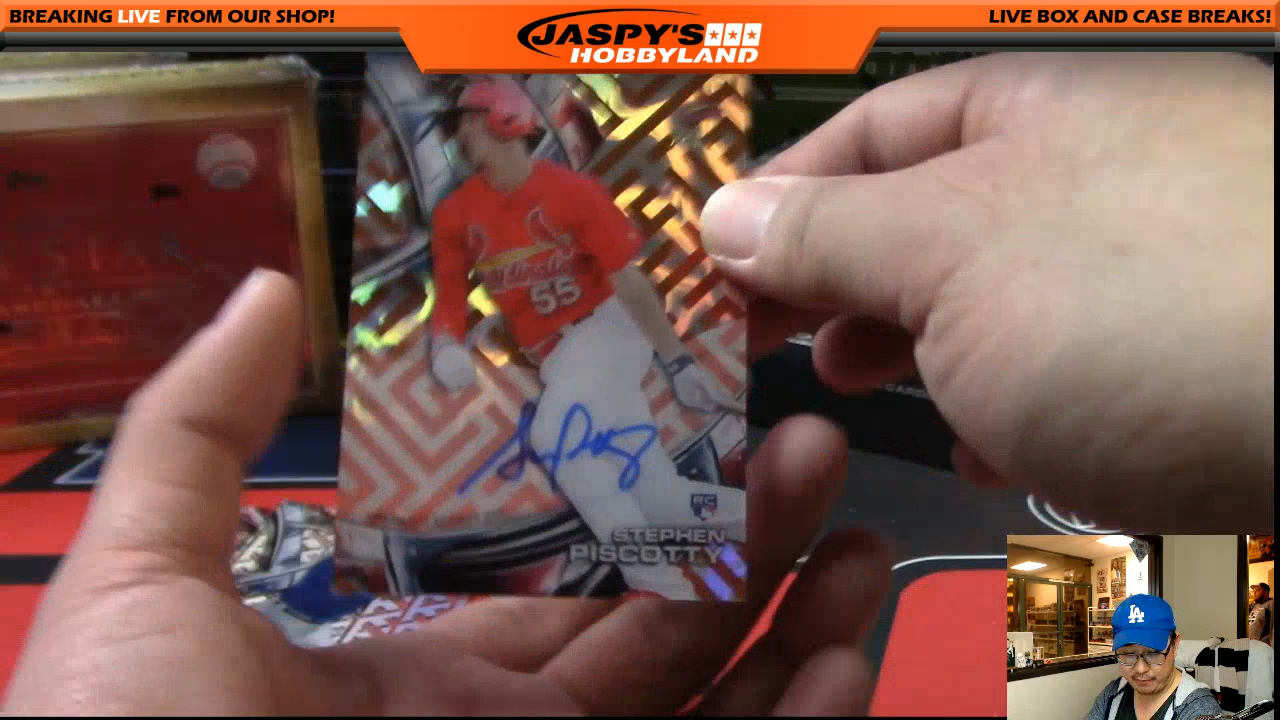 BREAKING LIVE FROM OUR SHOP!
JASPY'S
HOBBYLAND
LIVE BOX AND CASE BREAKS!
Cardinals
55
RC
STEPHEN
PISCOTTY
LA